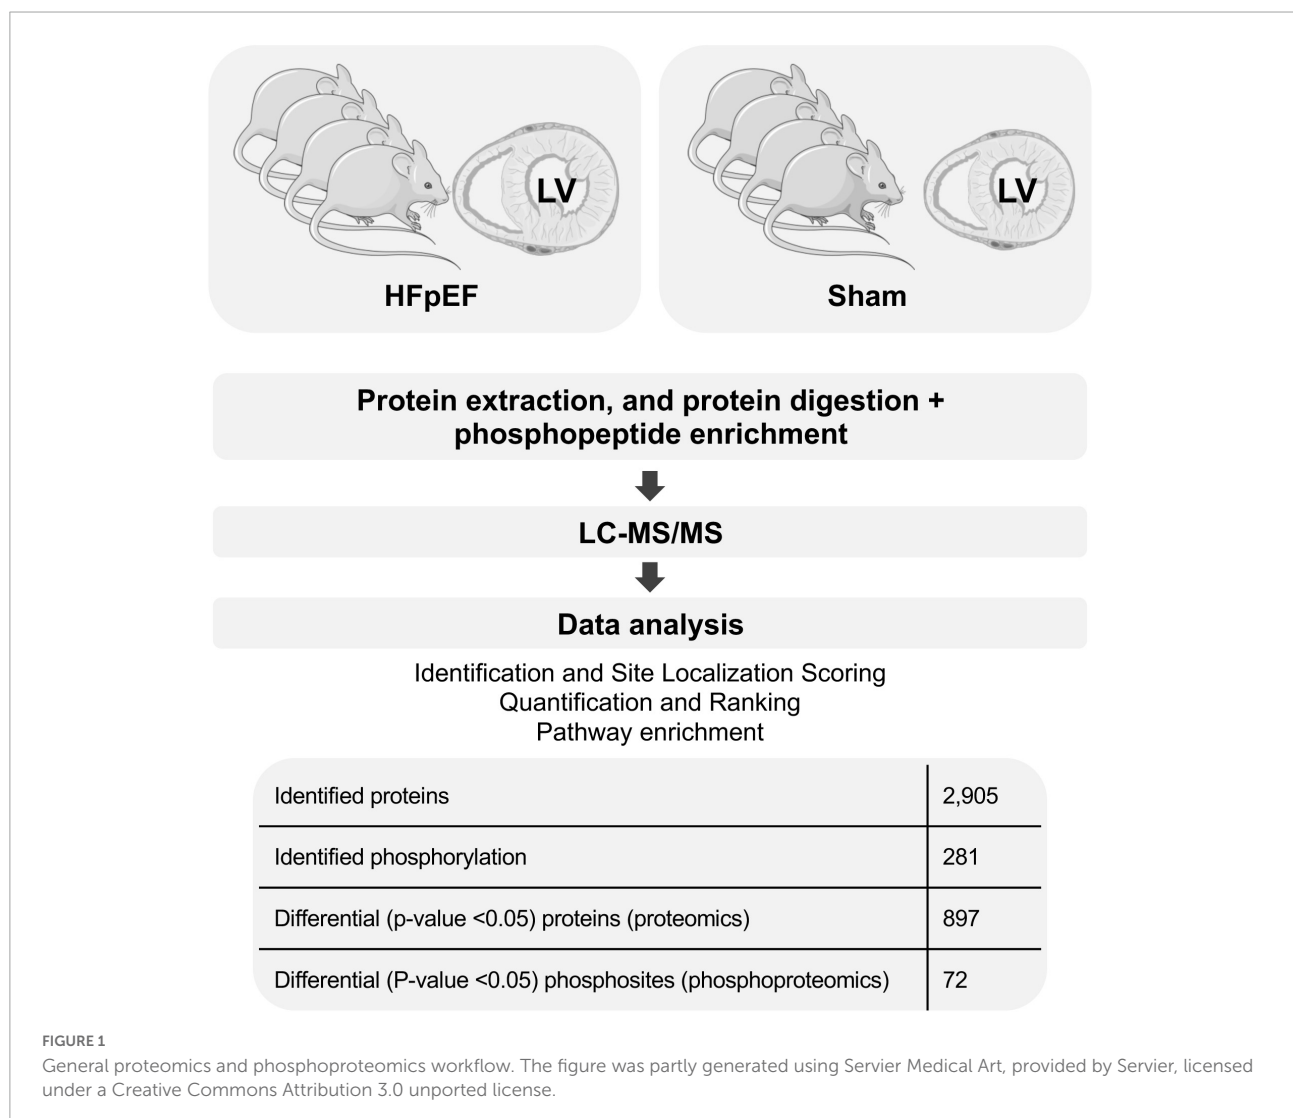 LV
LV
HFpEF
Sham
Protein extraction, and protein digestion +
phosphopeptide enrichment
LC-MS/MS
Data analysis
Identification and Site Localization Scoring
Quantification and Ranking
Pathway enrichment
Identified proteins 2,905
Identified phosphorylation 281
Differential (p-value <0.05) proteins (proteomics) 897
Differential (P-value <0.05) phosphosites (phosphoproteomics) 72
FIGURE 1
General proteomics and phosphoproteomics workflow. The figure was partly generated using Servier Medical Art, provided by Servier, licensed
under a Creative Commons Attribution 3.0 unported license.